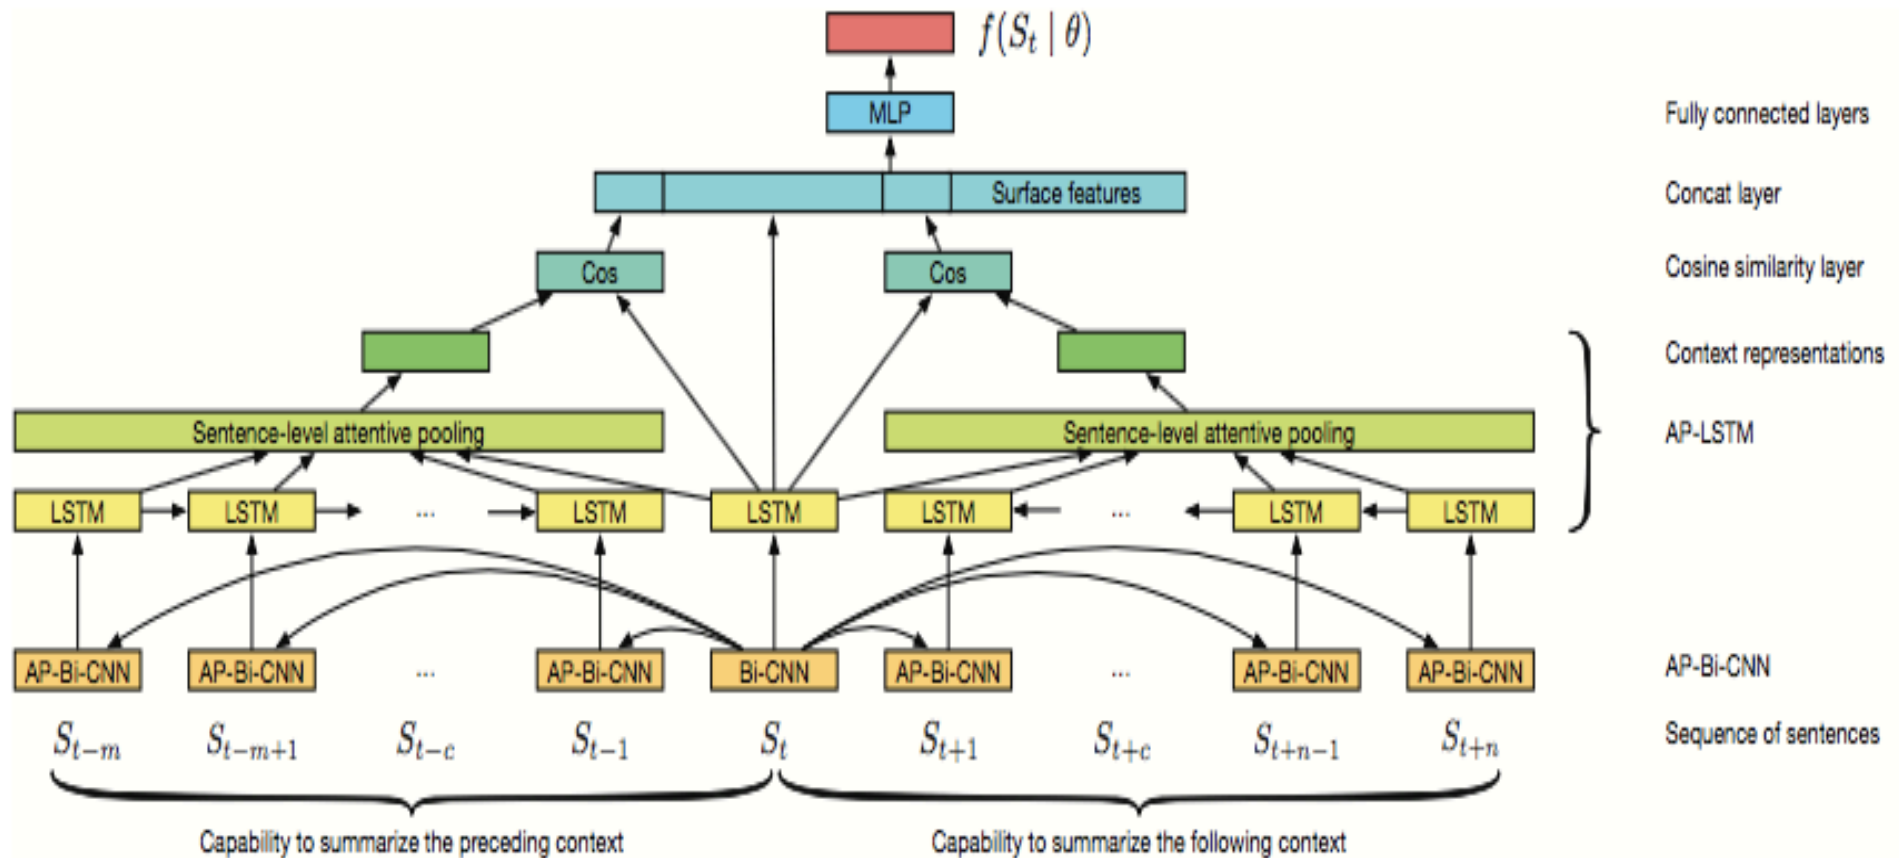 f(S_t | θ)
MLP Fully connected layers
Surface features Concat layer
Cos Cos Cosine similarity layer
Context representations
Sentence-level attentive pooling Sentence-level attentive pooling AP-LSTM
LSTM LSTM ... LSTM LSTM LSTM ... LSTM LSTM
AP-Bi-CNN AP-Bi-CNN ... AP-Bi-CNN Bi-CNN AP-Bi-CNN ... AP-Bi-CNN AP-Bi-CNN AP-Bi-CNN
S_{t-m} S_{t-m+1} S_{t-c} S_{t-1} S_t S_{t+1} S_{t+c} S_{t+n-1} S_{t+n} Sequence of sentences
Capability to summarize the preceding context Capability to summarize the following context